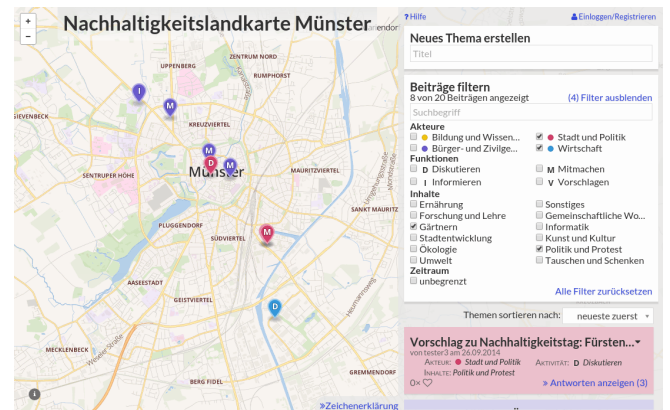 Nachhaltigkeitslandkarte Münster
+
−
UPPENBERG
ZENTRUM NORD
RUMPHORST
KREUZVIERTEL
GIEVENBECK
SENTRUPER HÖHE
Münster
MAURITZVIERTEL
SANKT MAURITZ
PLUGGENDORF
SÜDVIERTEL
AASEESTADT
GEISTVIERTEL
MECKLENBECK
Weseler Straße
BERG FIDEL
GREMMENDORF
I
M
M
D
M
M
D
»Zeichenerklärung
? Hilfe
Einloggen/Registrieren
Neues Thema erstellen
Titel
Beiträge filtern
8 von 20 Beiträgen angezeigt
(4) Filter ausblenden
Suchbegriff
Akteure
Bildung und Wissen... Stadt und Politik
Bürger- und Zivilge... Wirtschaft
Funktionen
D Diskutieren M Mitmachen
I Informieren V Vorschlagen
Inhalte
Ernährung Sonstiges
Forschung und Lehre Gemeinschaftliche Wo...
Gärtnern Informatik
Stadtentwicklung Kunst und Kultur
Ökologie Politik und Protest
Umwelt Tauschen und Schenken
Zeitraum
unbegrenzt
Alle Filter zurücksetzen
Themen sortieren nach: neueste zuerst
Vorschlag zu Nachhaltigkeitstag: Fürsten...
von tester3 am 26.09.2014
Akteur: Stadt und Politik Aktivität: D Diskutieren
Inhalte: Politik und Protest
0×
» Antworten anzeigen (3)